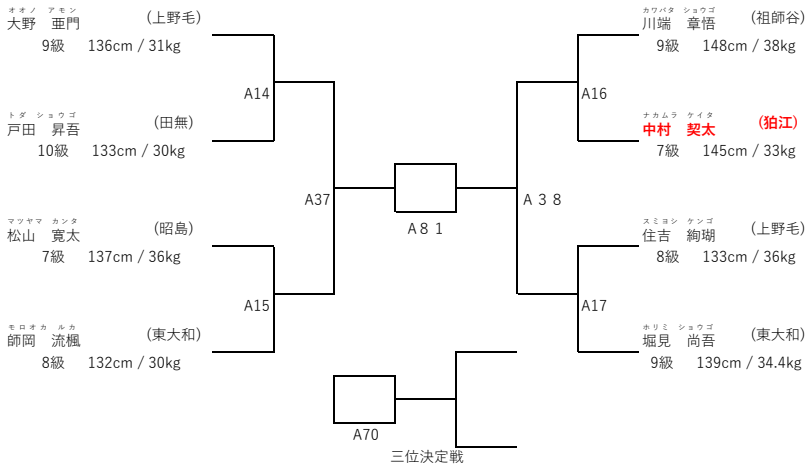 オオノ アモン
大野 亜門 (上野毛)
9級 136cm / 31kg
A14
トダ ショウゴ
戸田 昇吾 (田無)
10級 133cm / 30kg
A37
マツヤマ カンタ
松山 寛太 (昭島)
7級 137cm / 36kg
A15
モロオカ ルカ
師岡 流楓 (東大和)
8級 132cm / 30kg
A８１
カワバタ ショウゴ
川端 章悟 (祖師谷)
9級 148cm / 38kg
A16
ナカムラ ケイタ
中村 契太 (狛江)
7級 145cm / 33kg
A３８
スミヨシ ケンゴ
住吉 絢瑚 (上野毛)
8級 133cm / 36kg
A17
ホリミ ショウゴ
堀見 尚吾 (東大和)
9級 139cm / 34.4kg
A70
三位決定戦